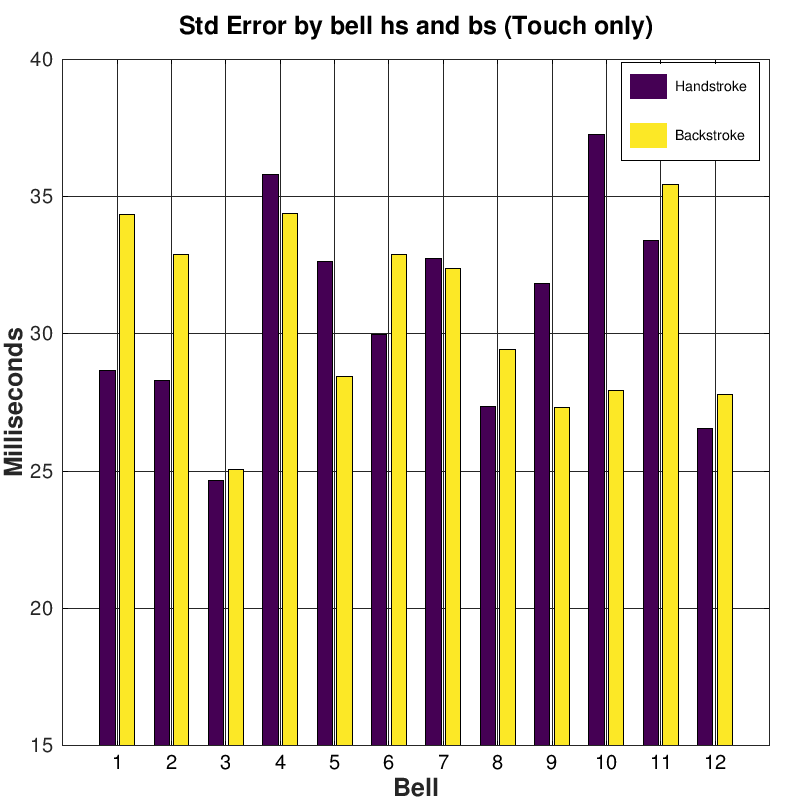 Std Error by bell hs and bs (Touch only)
Handstroke
Backstroke
40
35
30
25
20
15
Milliseconds
1 2 3 4 5 6 7 8 9 10 11 12
Bell